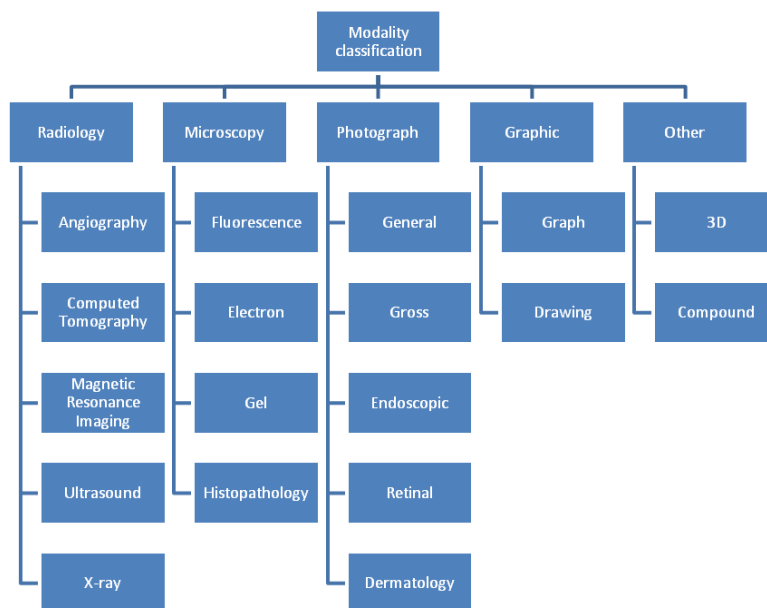 Modality
classification
Radiology
Microscopy
Photograph
Graphic
Other
Angiography
Computed
Tomography
Magnetic
Resonance
Imaging
Ultrasound
X-ray
Fluorescence
Electron
Gel
Histopathology
General
Gross
Endoscopic
Retinal
Dermatology
Graph
Drawing
3D
Compound